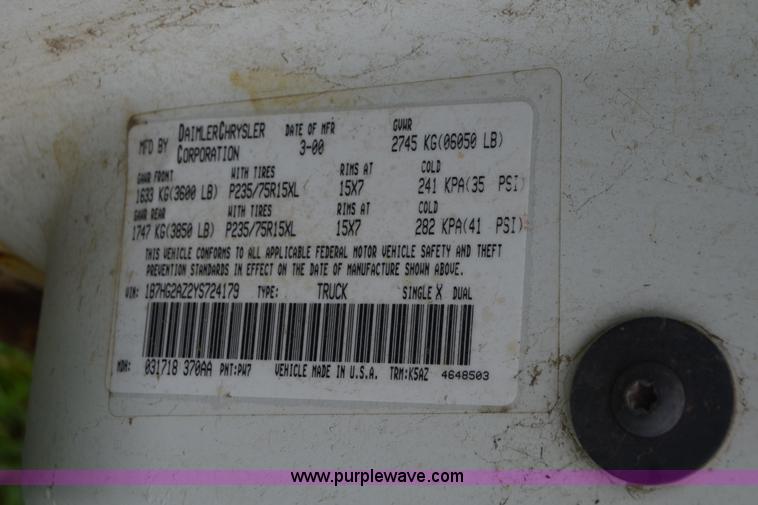 MFD BY DAIMLERCHRYSLER CORPORATION DATE OF MFR 3-00 GVWR 2745 KG(06050 LB)
GAWR FRONT WITH TIRES RIMS AT COLD
1633 KG(3600 LB) P235/75R15XL 15X7 241 KPA(35 PSI)
GAWR REAR WITH TIRES RIMS AT COLD
1747 KG(3850 LB) P235/75R15XL 15X7 282 KPA(41 PSI)
THIS VEHICLE CONFORMS TO ALL APPLICABLE FEDERAL MOTOR VEHICLE SAFETY AND THEFT
PREVENTION STANDARDS IN EFFECT ON THE DATE OF MANUFACTURE SHOWN ABOVE.
VIN: 1B7HG2AZ2YS724179 TYPE: TRUCK SINGLE X DUAL
MDH: 031718 370AA PNT:PW7 VEHICLE MADE IN U.S.A. TRM:K5AZ 4648503
www.purplewave.com